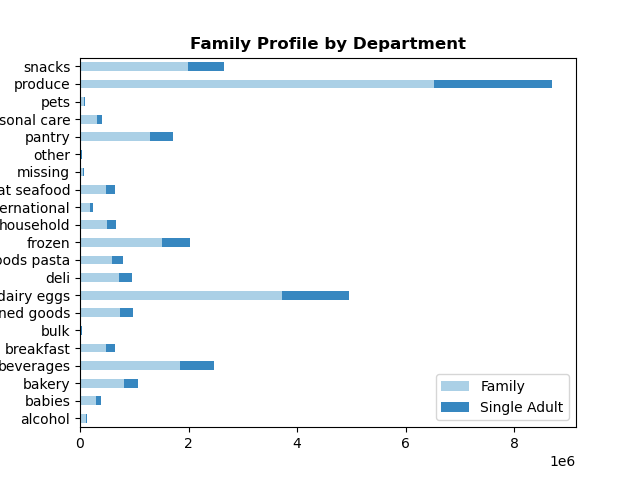 Family Profile by Department
snacks
produce
pets
sonal care
pantry
other
missing
at seafood
ernational
household
frozen
oods pasta
deli
dairy eggs
ned goods
bulk
breakfast
beverages
bakery
babies
alcohol
Family
Single Adult
0 2 4 6 8
1e6